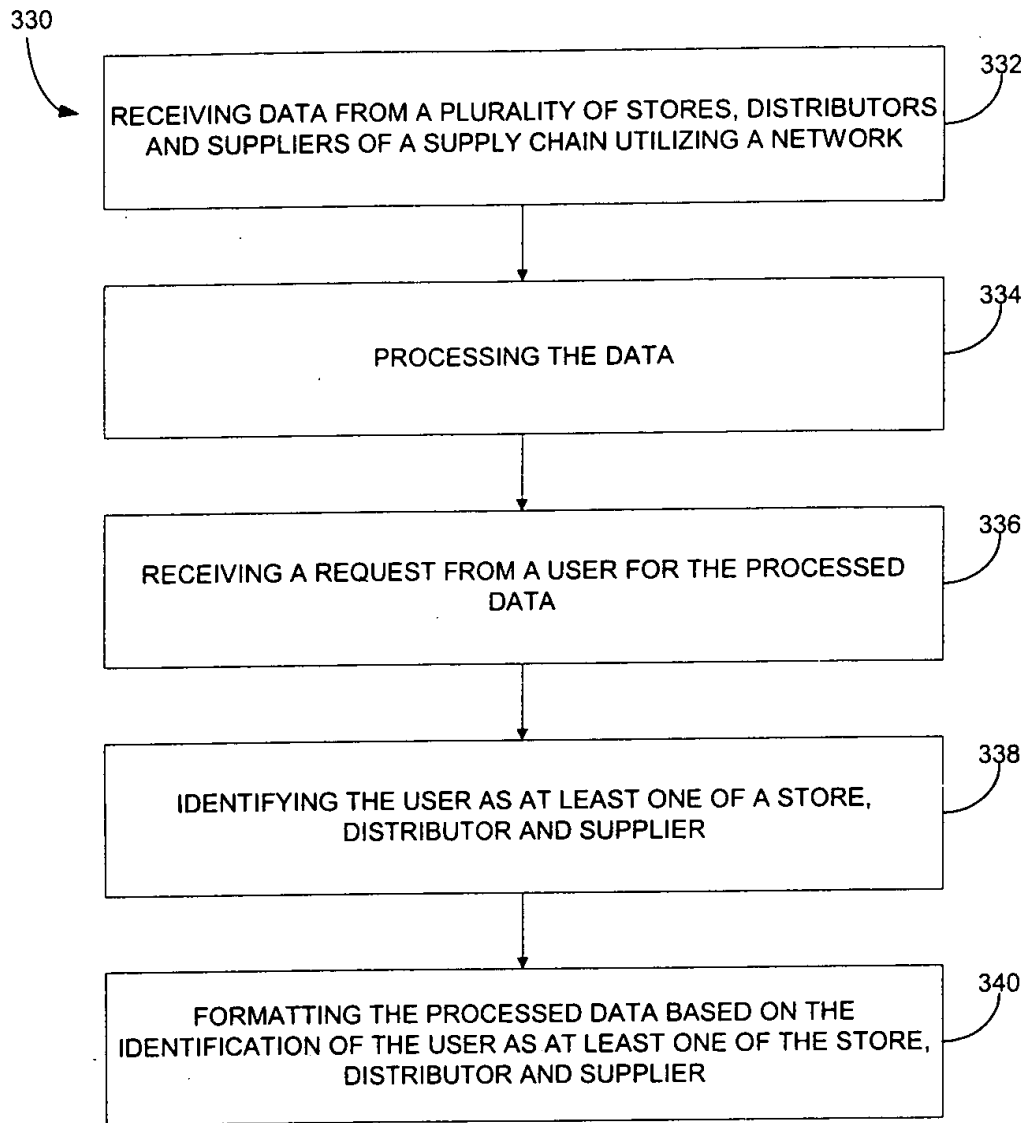 330
332
RECEIVING DATA FROM A PLURALITY OF STORES, DISTRIBUTORS
AND SUPPLIERS OF A SUPPLY CHAIN UTILIZING A NETWORK
334
PROCESSING THE DATA
336
RECEIVING A REQUEST FROM A USER FOR THE PROCESSED
DATA
338
IDENTIFYING THE USER AS AT LEAST ONE OF A STORE,
DISTRIBUTOR AND SUPPLIER
340
FORMATTING THE PROCESSED DATA BASED ON THE
IDENTIFICATION OF THE USER AS AT LEAST ONE OF THE STORE,
DISTRIBUTOR AND SUPPLIER